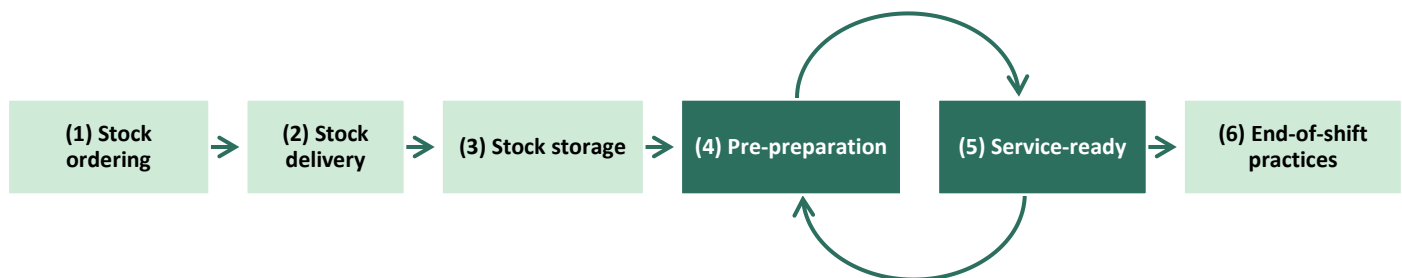 (1) Stock
ordering
(2) Stock
delivery
(3) Stock storage
(4) Pre-preparation
(5) Service-ready
(6) End-of-shift
practices